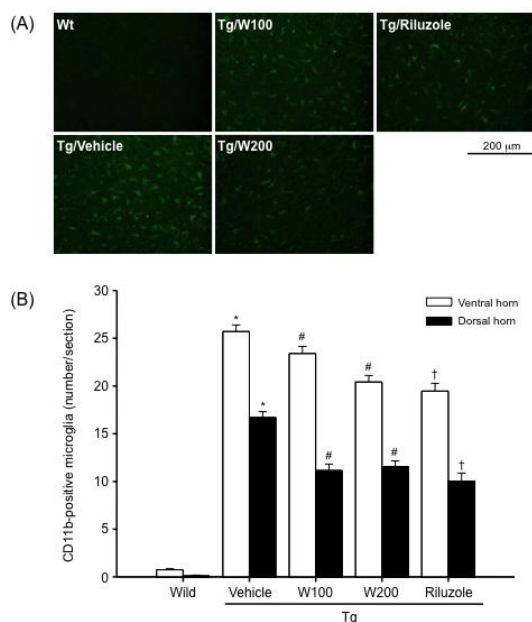 (A)
Wt
Tg/W100
Tg/Riluzole
Tg/Vehicle
Tg/W200
200 μm
(B)
30
25
20
15
10
5
0
CD11b-positive microglia (number/section)
Ventral horn
Dorsal horn
*
*
#
#
#
#
†
†
Wild
Vehicle
W100
W200
Riluzole
Tg